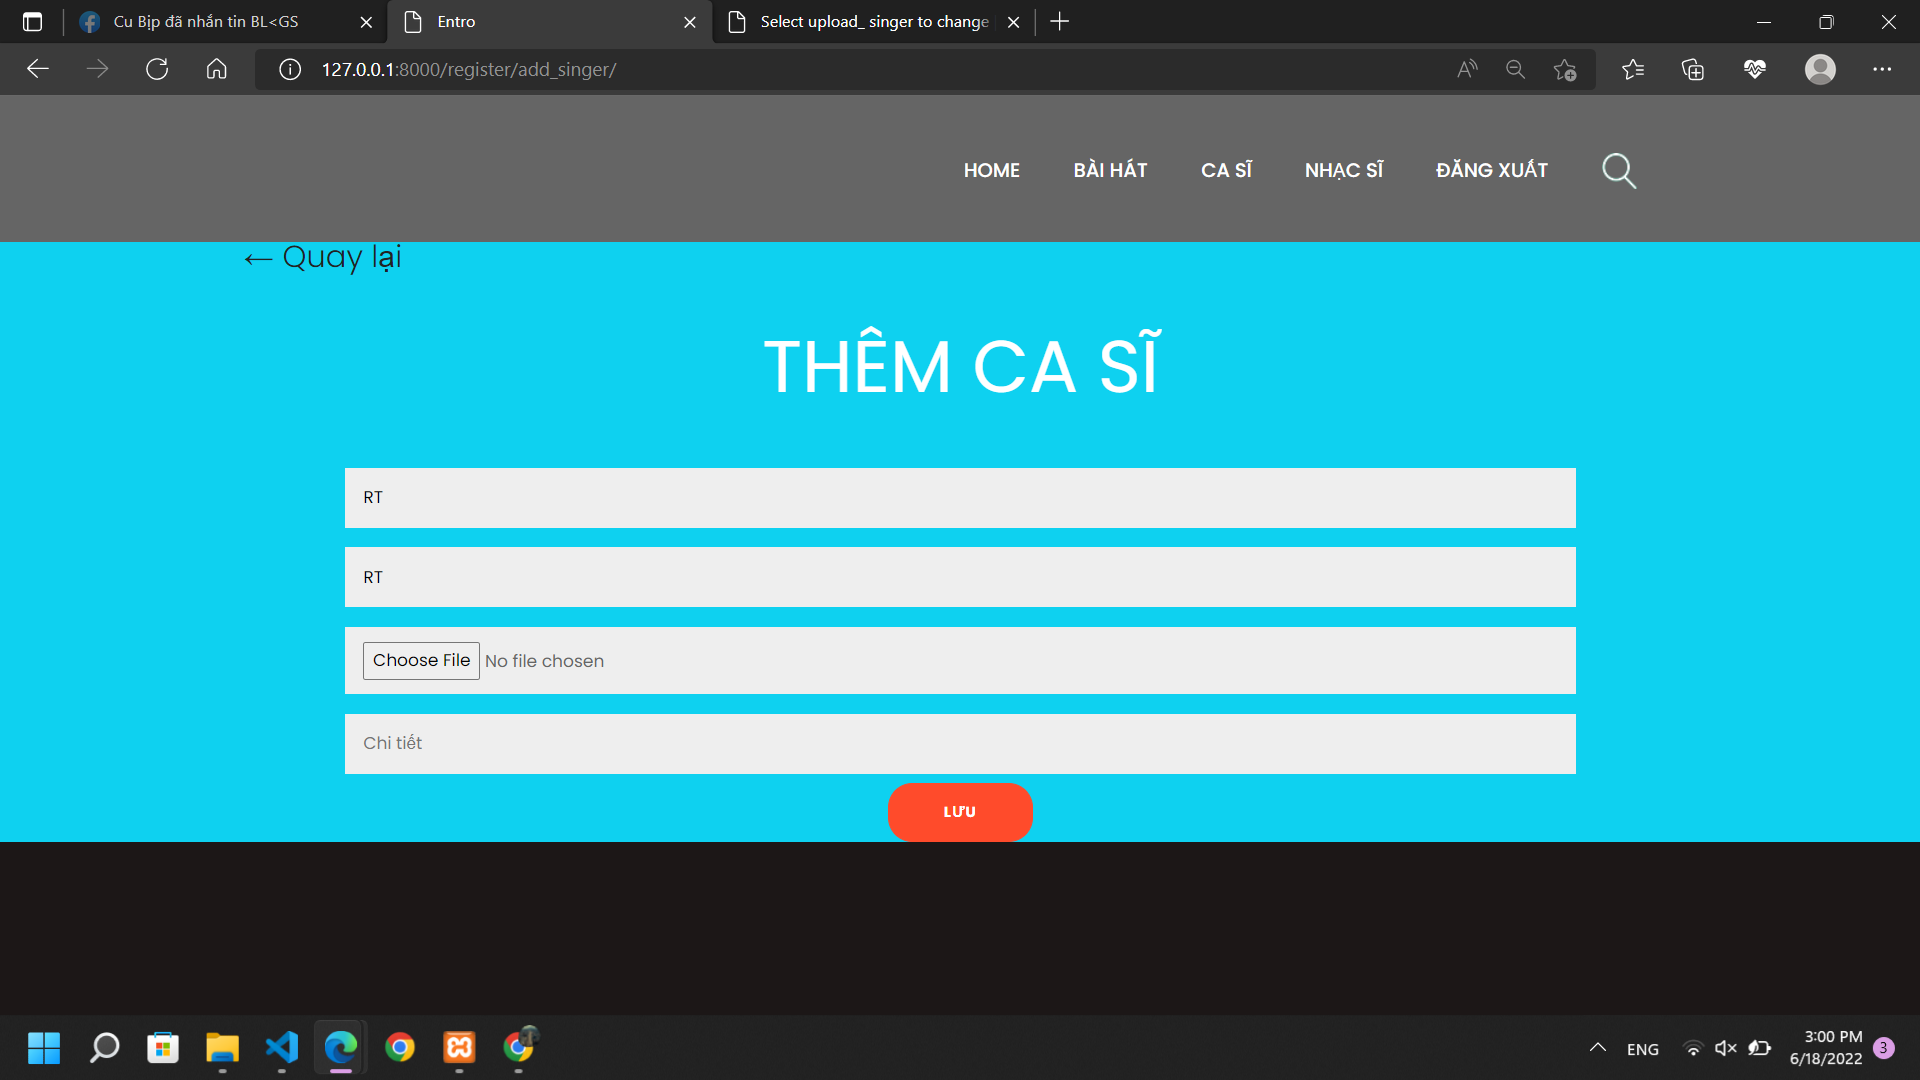 Cu Bịp đã nhắn tin BL<GS
Entro
Select upload_ singer to change
127.0.0.1:8000/register/add_singer/
HOME BÀI HÁT CA SĨ NHẠC SĨ ĐĂNG XUẤT
← Quay lại
THÊM CA SĨ
RT
RT
Choose File No file chosen
Chi tiết
LƯU
ENG
3:00 PM
6/18/2022
3